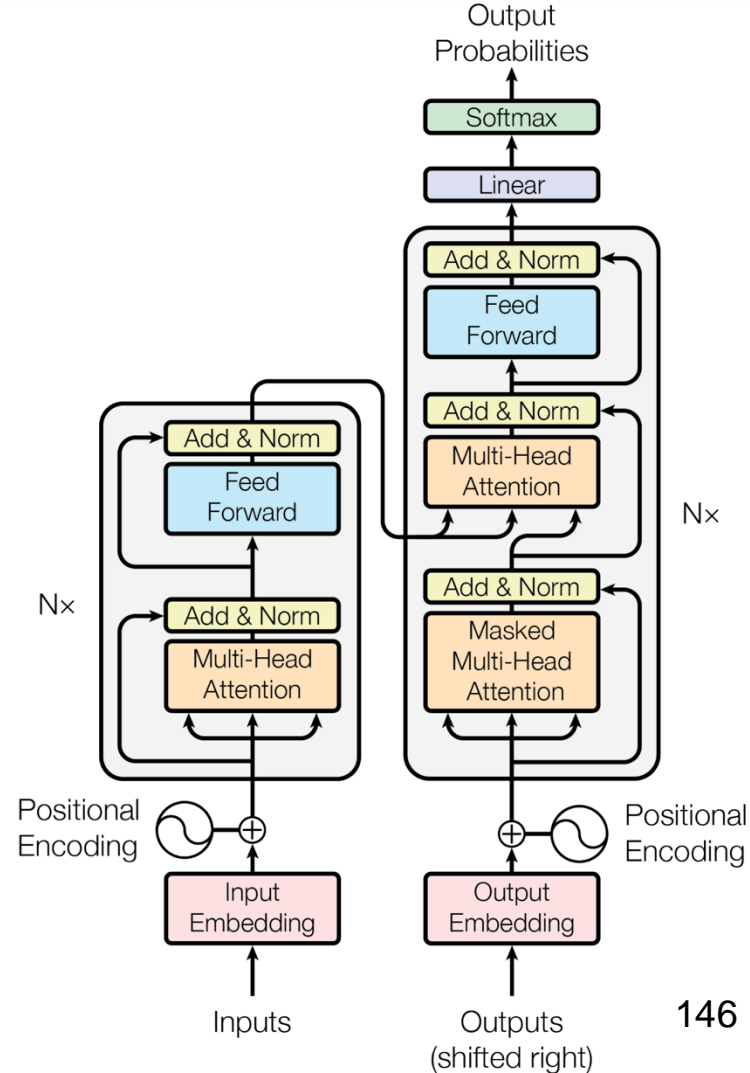 Output
Probabilities
Softmax
Linear
Add & Norm
Feed
Forward
Add & Norm
Multi-Head
Attention
Add & Norm
Masked
Multi-Head
Attention
Nx
Add & Norm
Feed
Forward
Add & Norm
Multi-Head
Attention
Nx
Positional
Encoding
Positional
Encoding
Input
Embedding
Output
Embedding
Inputs
Outputs
(shifted right)
146